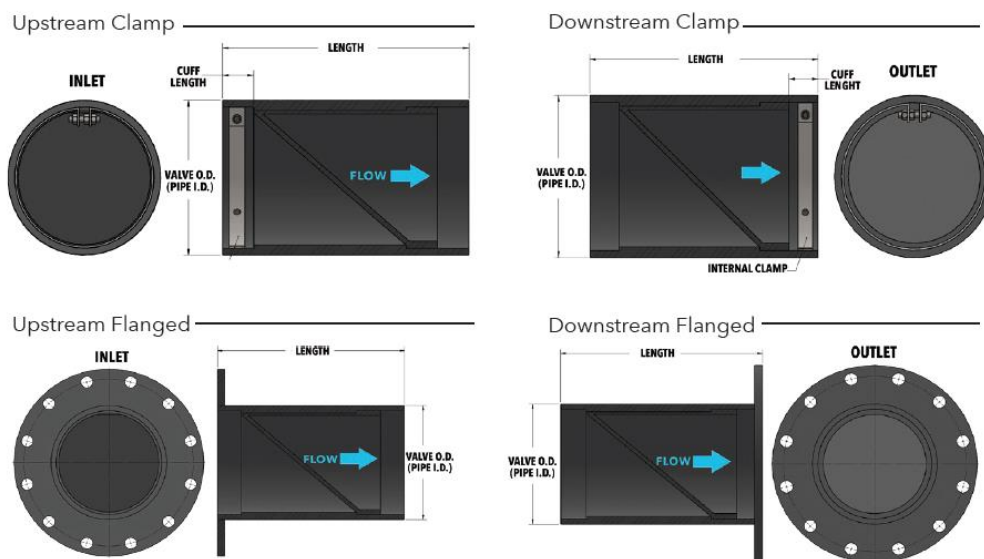 Upstream Clamp
LENGTH
INLET
CUFF
LENGTH
VALVE O.D.
(PIPE I.D.)
FLOW
Downstream Clamp
LENGTH
CUFF
LENGHT
OUTLET
VALVE O.D.
(PIPE I.D.)
INTERNAL CLAMP
Upstream Flanged
LENGTH
INLET
FLOW
VALVE O.D.
(PIPE I.D.)
Downstream Flanged
LENGTH
OUTLET
VALVE O.D.
(PIPE I.D.)
FLOW